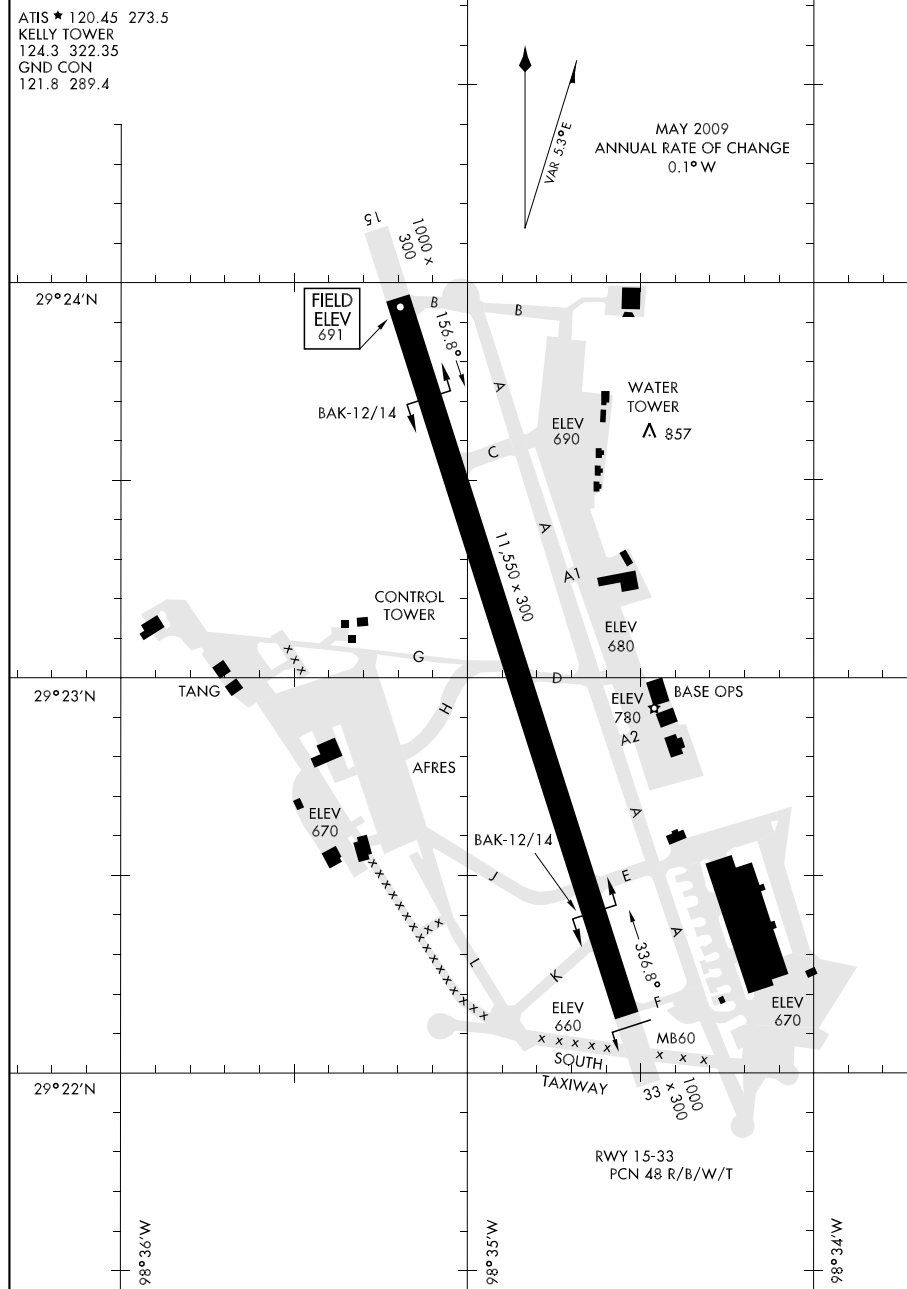 ATIS ★ 120.45 273.5
KELLY TOWER
124.3 322.35
GND CON
121.8 289.4
VAR 5.3°E
MAY 2009
ANNUAL RATE OF CHANGE
0.1° W
15
1000 x
300
29°24'N
FIELD
ELEV
691
B
B
156.8°
A
BAK-12/14
WATER
TOWER
857
ELEV
690
C
A
11,550 x 300
A1
CONTROL
TOWER
ELEV
680
G
D
29°23'N
TANG
BASE OPS
ELEV
780
H
A2
AFRES
ELEV
670
A
BAK-12/14
J
E
A
336.8°
L
K
F
ELEV
660
ELEV
670
MB60
SOUTH
TAXIWAY
29°22'N
33
1000
x 300
RWY 15-33
PCN 48 R/B/W/T
98°36'W
98°35'W
98°34'W
x x x
x x x x x x x x x x x x x x x x
x x
x x x x x
x x x